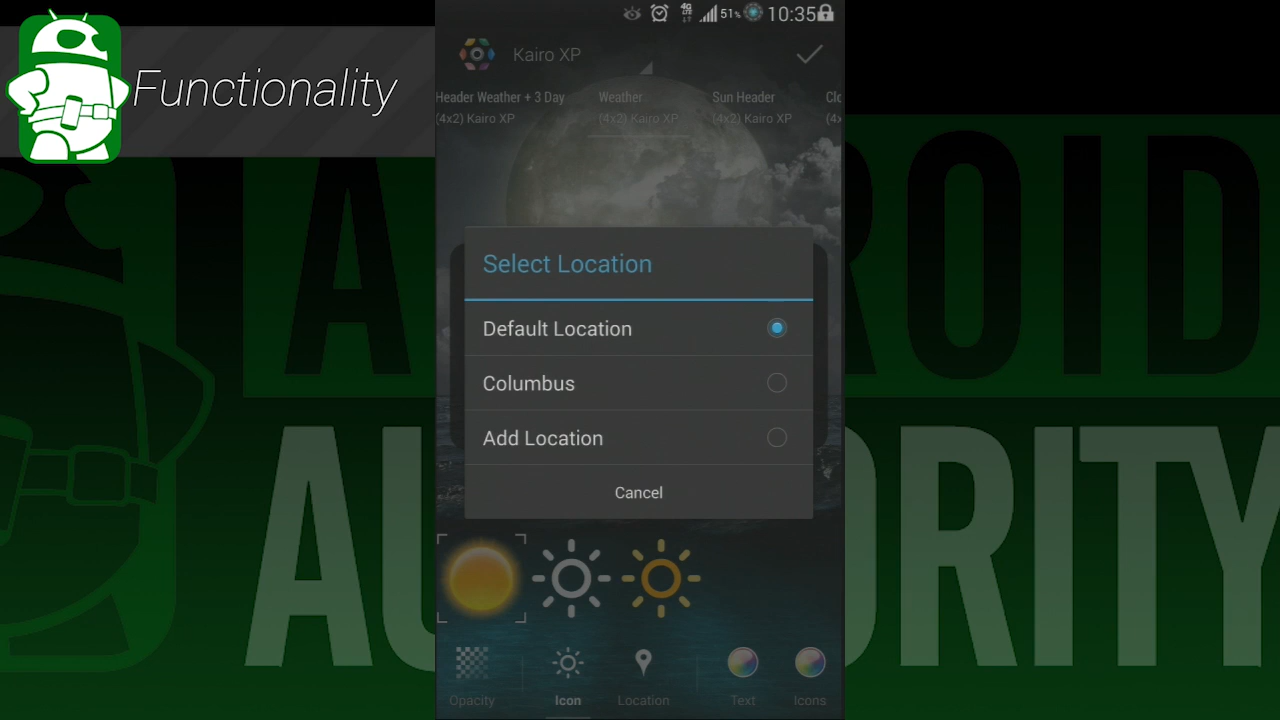 Functionality
51%
10:35
Kairo XP
Header Weather + 3 Day
(4x2) Kairo XP
Weather
(4x2) Kairo XP
Sun Header
(4x2) Kairo XP
Select Location
Default Location
Columbus
Add Location
Cancel
Opacity
Icon
Location
Text
Icons